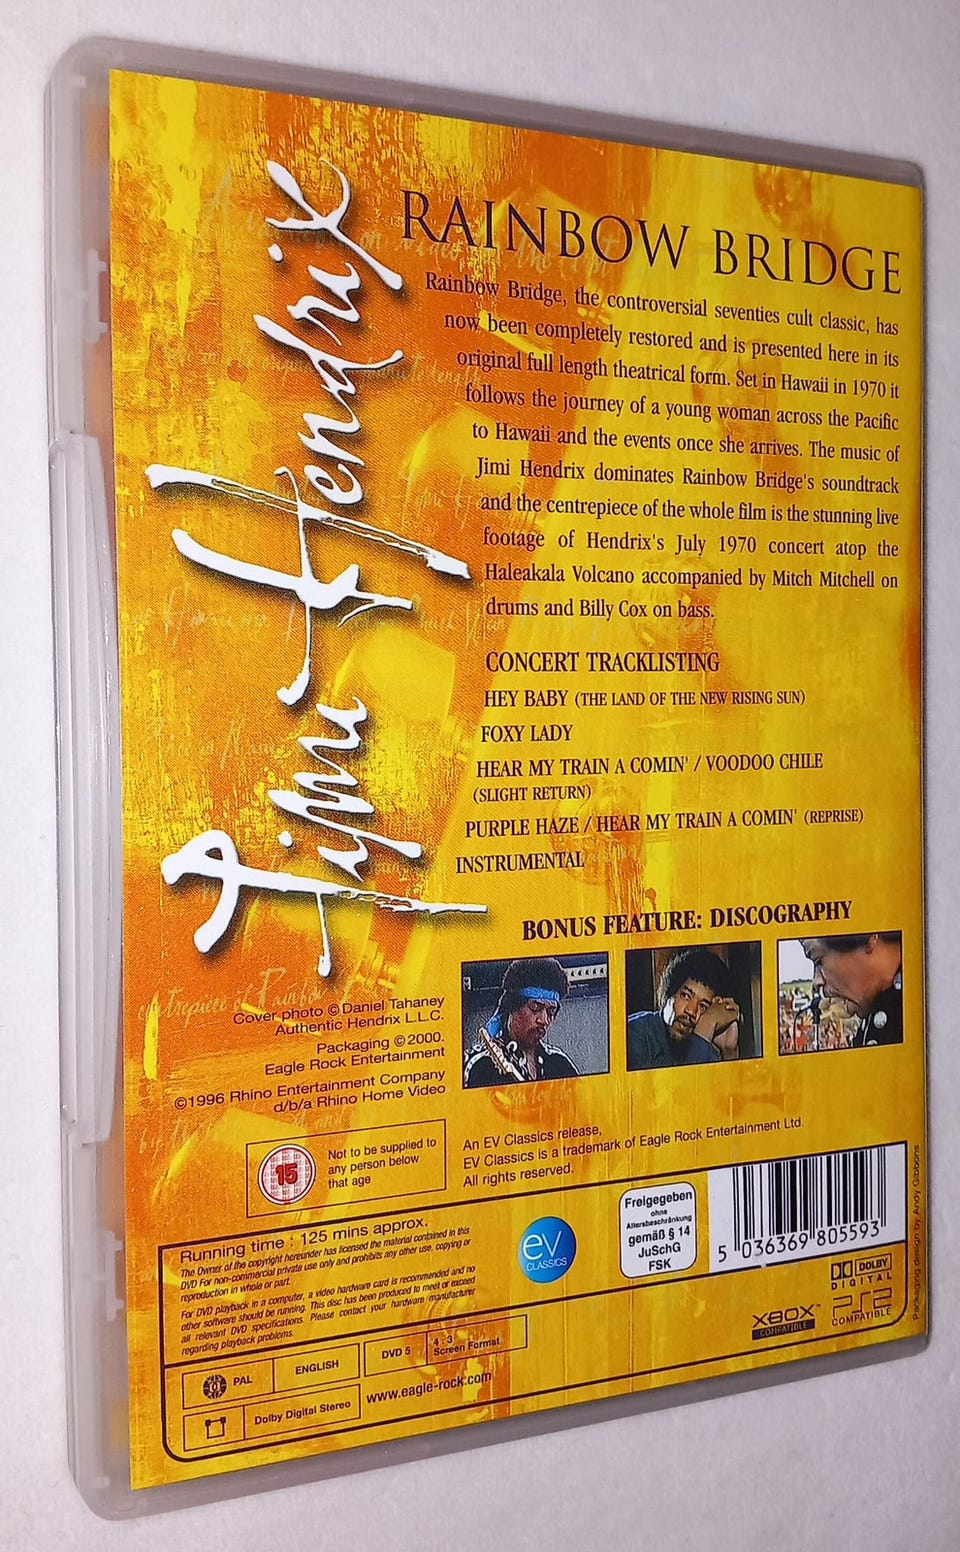 Jimi Hendrix
RAINBOW BRIDGE
Rainbow Bridge, the controversial seventies cult classic, has
now been completely restored and is presented here in its
original full length theatrical form. Set in Hawaii in 1970 it
follows the journey of a young woman across the Pacific
to Hawaii and the events once she arrives. The music of
Jimi Hendrix dominates Rainbow Bridge's soundtrack
and the centrepiece of the whole film is the stunning live
footage of Hendrix's July 1970 concert atop the
Haleakala Volcano accompanied by Mitch Mitchell on
drums and Billy Cox on bass.
CONCERT TRACKLISTING
HEY BABY (THE LAND OF THE NEW RISING SUN)
FOXY LADY
HEAR MY TRAIN A COMIN' / VOODOO CHILE
(SLIGHT RETURN)
PURPLE HAZE / HEAR MY TRAIN A COMIN' (REPRISE)
INSTRUMENTAL
BONUS FEATURE: DISCOGRAPHY
Cover photo © Daniel Tahaney
Authentic Hendrix L.L.C.
Packaging ©2000.
Eagle Rock Entertainment
©1996 Rhino Entertainment Company
d/b/a Rhino Home Video
15
Not to be supplied to
any person below
that age
An EV Classics release,
EV Classics is a trademark of Eagle Rock Entertainment Ltd.
All rights reserved.
Running time : 125 mins approx.
The Owner of the copyright hereunder has licensed the material contained in this
DVD For non-commercial private use only and prohibits any other use, copying or
reproduction in whole or part.
For DVD playback in a computer, a video hardware card is recommended and no
other software should be running. This disc has been produced to meet or exceed
all relevant DVD specifications. Please contact your hardware manufacturer
regarding playback problems.
PAL
ENGLISH
DVD 5
4 : 3
Screen Format
Dolby Digital Stereo
www.eagle-rock.com
ev
CLASSICS
Freigegeben
ohne
Altersbeschränkung
gemäß § 14
JuSchG
FSK
5 036369 805593
DOLBY
DIGITAL
XBOX™
COMPATIBLE
PS2
COMPATIBLE
Packaging design by Andy Gibbons